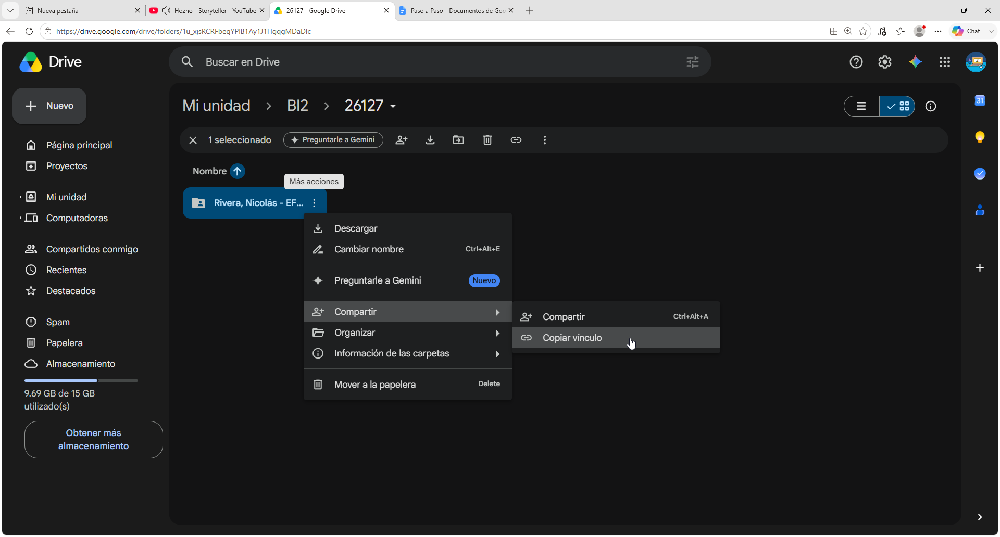 Nueva pestaña
Hozho - Storyteller - YouTube
26127 - Google Drive
Paso a Paso - Documentos de Goo
https://drive.google.com/drive/folders/1u_xjsRCRFbegYPIB1Ay1J1HgqgMDaDlc
Chat
Drive
Buscar en Drive
Nuevo
Mi unidad
BI2
26127
31
1 seleccionado
Preguntarle a Gemini
Página principal
Proyectos
Mi unidad
Computadoras
Compartidos conmigo
Recientes
Destacados
Spam
Papelera
Almacenamiento
9.69 GB de 15 GB
utilizado(s)
Obtener más
almacenamiento
Nombre
Más acciones
Rivera, Nicolás - EF...
Descargar
Cambiar nombre Ctrl+Alt+E
Preguntarle a Gemini Nuevo
Compartir
Organizar
Información de las carpetas
Mover a la papelera Delete
Compartir Ctrl+Alt+A
Copiar vínculo